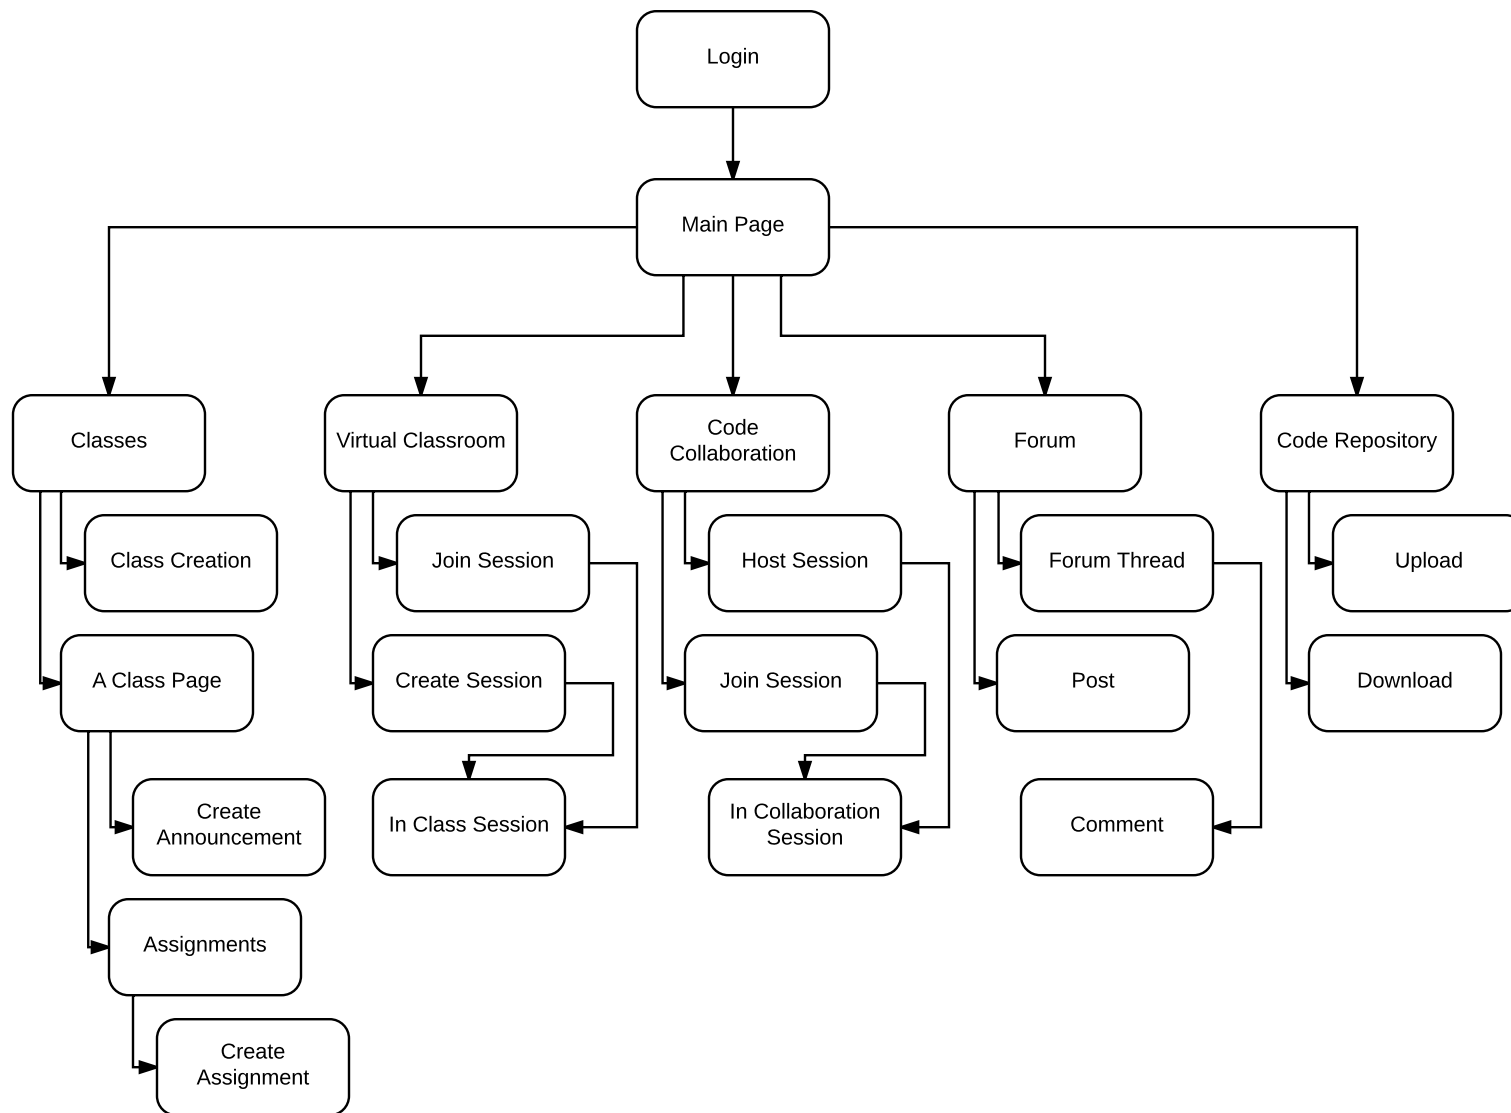 Login
Main Page
Classes
Virtual Classroom
Code
Collaboration
Forum
Code Repository
Class Creation
Join Session
Host Session
Forum Thread
Upload
A Class Page
Create Session
Join Session
Post
Download
Create
Announcement
In Class Session
In Collaboration
Session
Comment
Assignments
Create
Assignment